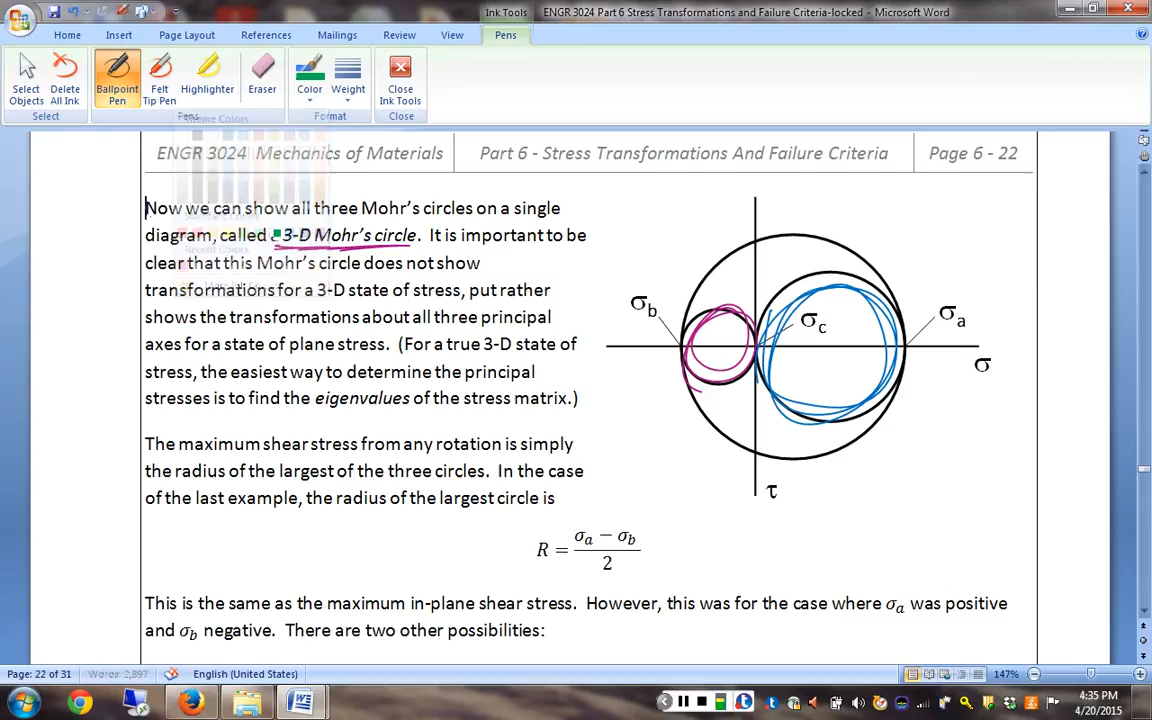 Ink Tools
ENGR 3024 Part 6 Stress Transformations and Failure Criteria-locked - Microsoft Word
Home Insert Page Layout References Mailings Review View Pens
Select Objects
Delete All Ink
Ballpoint Pen
Felt Tip Pen
Highlighter
Eraser
Color
Weight
Close Ink Tools
Select Format Close
Theme Colors
ENGR 3024 Mechanics of Materials
Part 6 - Stress Transformations And Failure Criteria
Page 6 - 22
Now we can show all three Mohr's circles on a single
diagram, called 3-D Mohr's circle. It is important to be
clear that this Mohr's circle does not show
transformations for a 3-D state of stress, put rather
shows the transformations about all three principal
axes for a state of plane stress. (For a true 3-D state of
stress, the easiest way to determine the principal
stresses is to find the eigenvalues of the stress matrix.)
σb
σc
σa
σ
τ
The maximum shear stress from any rotation is simply
the radius of the largest of the three circles. In the case
of the last example, the radius of the largest circle is
R = (σa − σb) / 2
This is the same as the maximum in-plane shear stress. However, this was for the case where σa was positive
and σb negative. There are two other possibilities:
Page: 22 of 31 Words: 2,897 English (United States) 147%
4:35 PM
4/20/2015